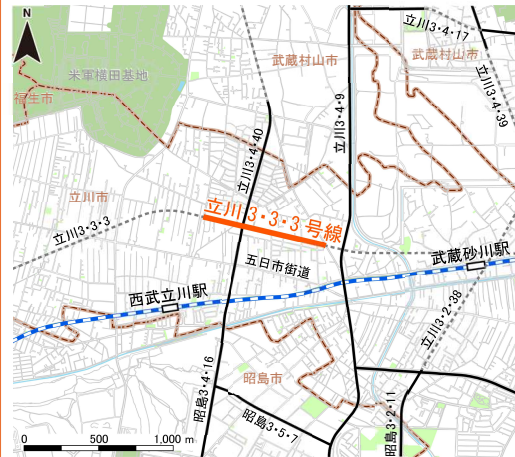 N
立川3・4・17
武蔵村山市
武蔵村山市
米軍横田基地
福生市
立川3・4・39
立川3・4・9
立川3・4・40
立川市
立川3・3・3号線
立川3・3・3
五日市街道
武蔵砂川駅
西武立川駅
立川3・2・38
昭島市
昭島3・4・16
昭島3・5・7
昭島3・2・11
0 500 1,000 m